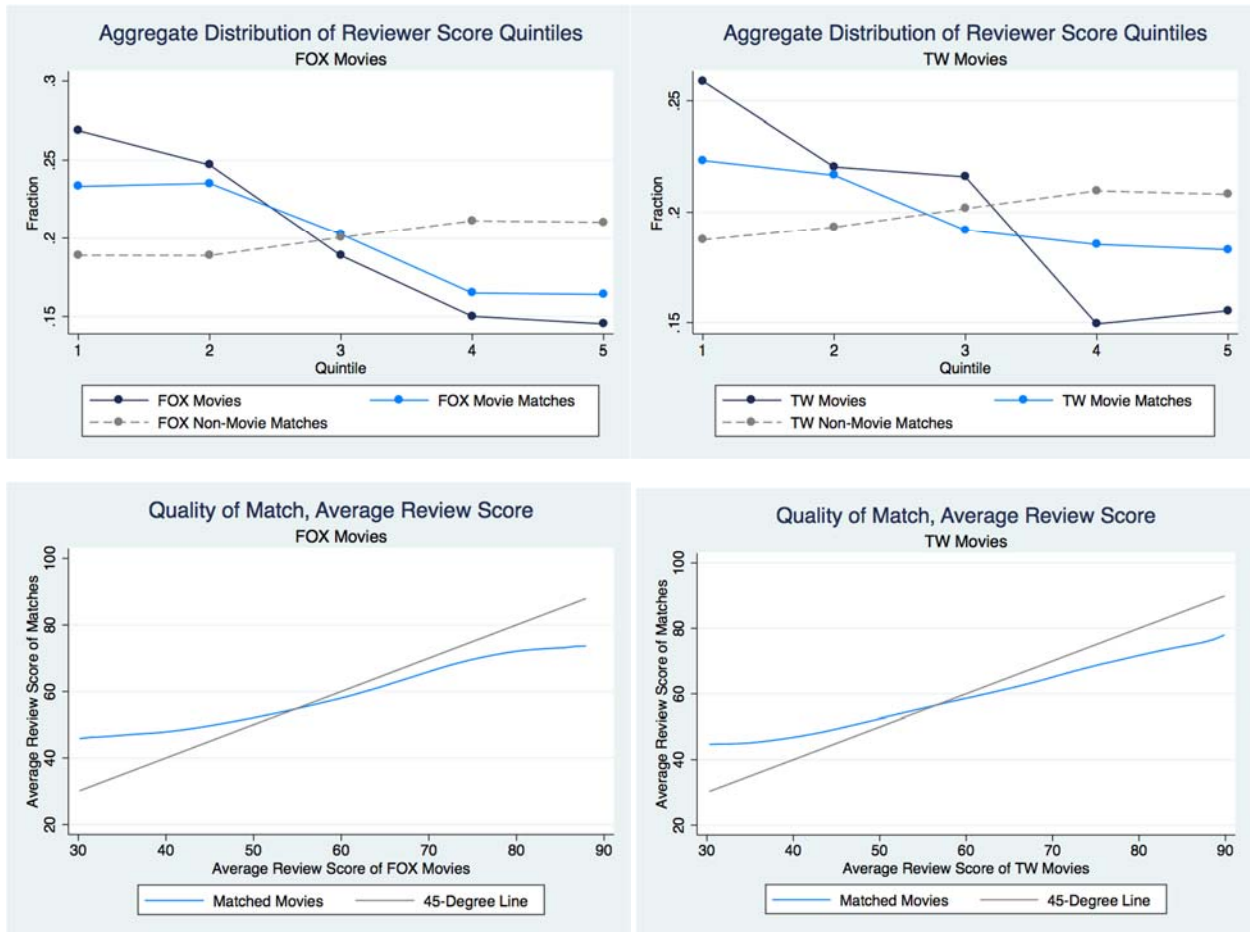 Aggregate Distribution of Reviewer Score Quintiles
FOX Movies
.3
.25
.2
.15
Fraction
1 2 3 4 5
Quintile
FOX Movies FOX Movie Matches
FOX Non-Movie Matches
Aggregate Distribution of Reviewer Score Quintiles
TW Movies
.25
.2
.15
Fraction
1 2 3 4 5
Quintile
TW Movies TW Movie Matches
TW Non-Movie Matches
Quality of Match, Average Review Score
FOX Movies
100
80
60
40
20
Average Review Score of Matches
30 40 50 60 70 80 90
Average Review Score of FOX Movies
Matched Movies 45-Degree Line
Quality of Match, Average Review Score
TW Movies
100
80
60
40
20
Average Review Score of Matches
30 40 50 60 70 80 90
Average Review Score of TW Movies
Matched Movies 45-Degree Line